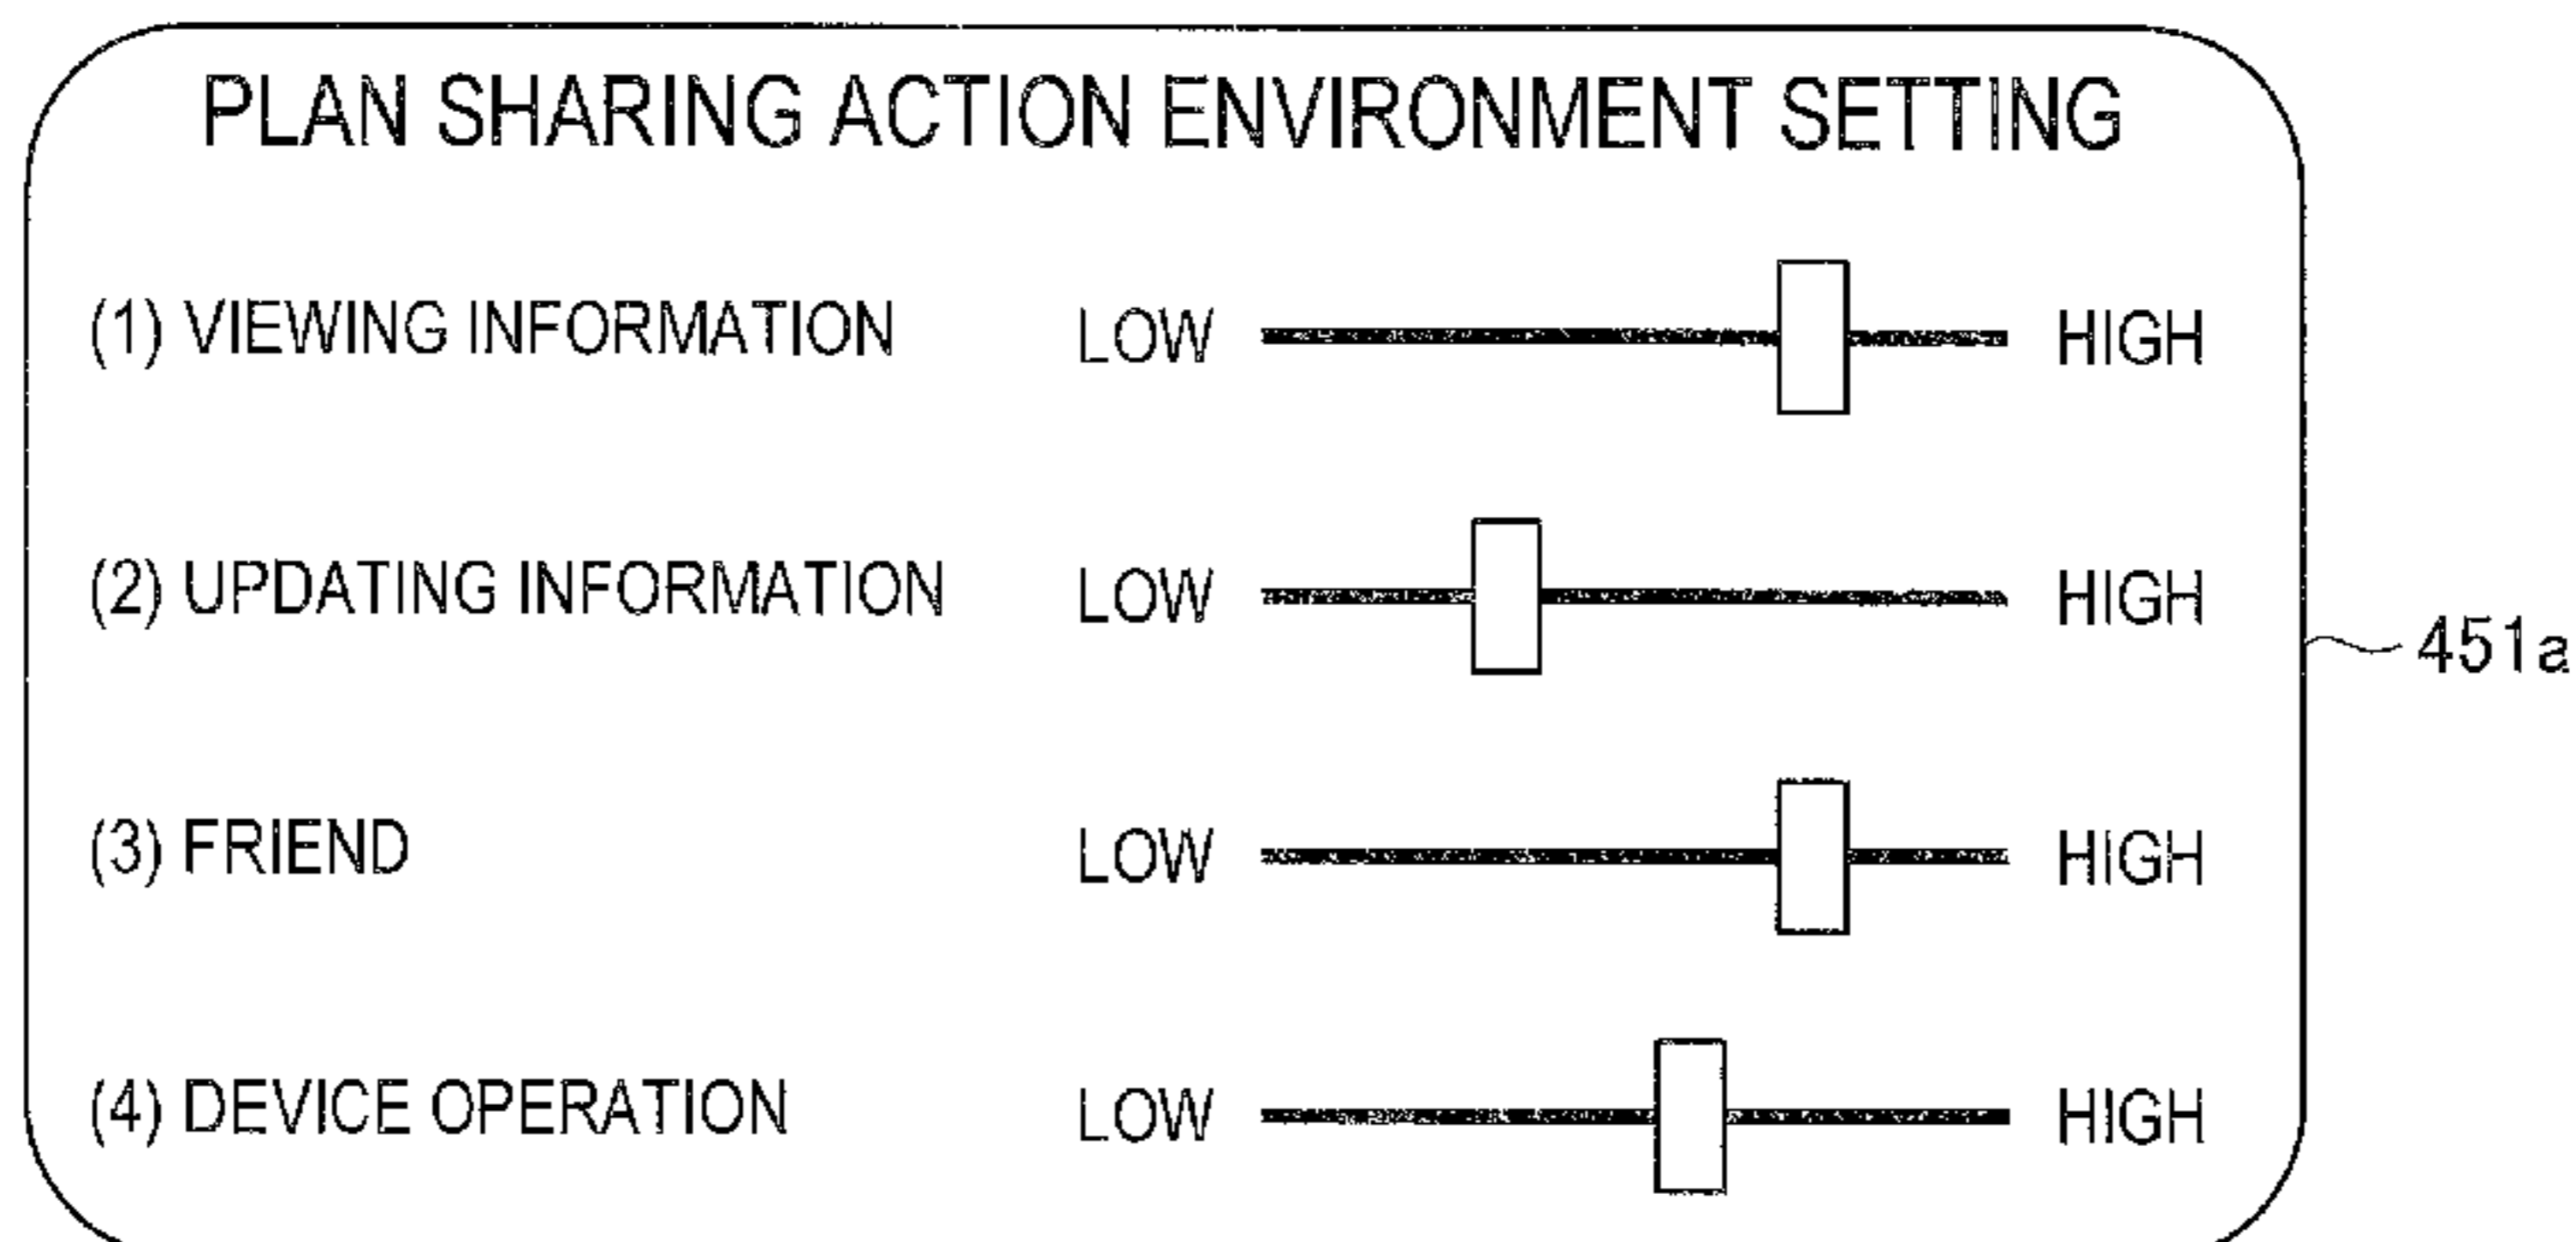 PLAN SHARING ACTION ENVIRONMENT SETTING
(1) VIEWING INFORMATION LOW HIGH
(2) UPDATING INFORMATION LOW HIGH
451a
(3) FRIEND LOW HIGH
(4) DEVICE OPERATION LOW HIGH